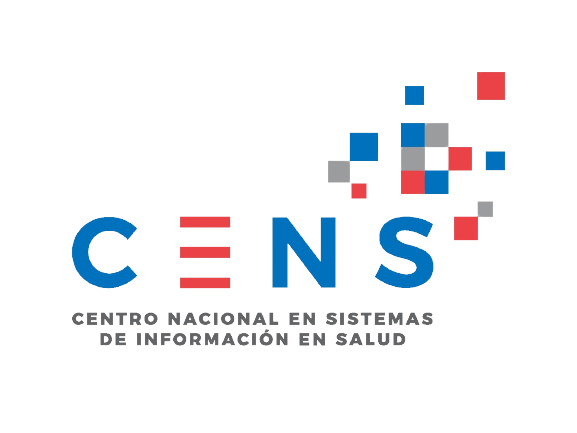 CENS
CENTRO NACIONAL EN SISTEMAS
DE INFORMACIÓN EN SALUD